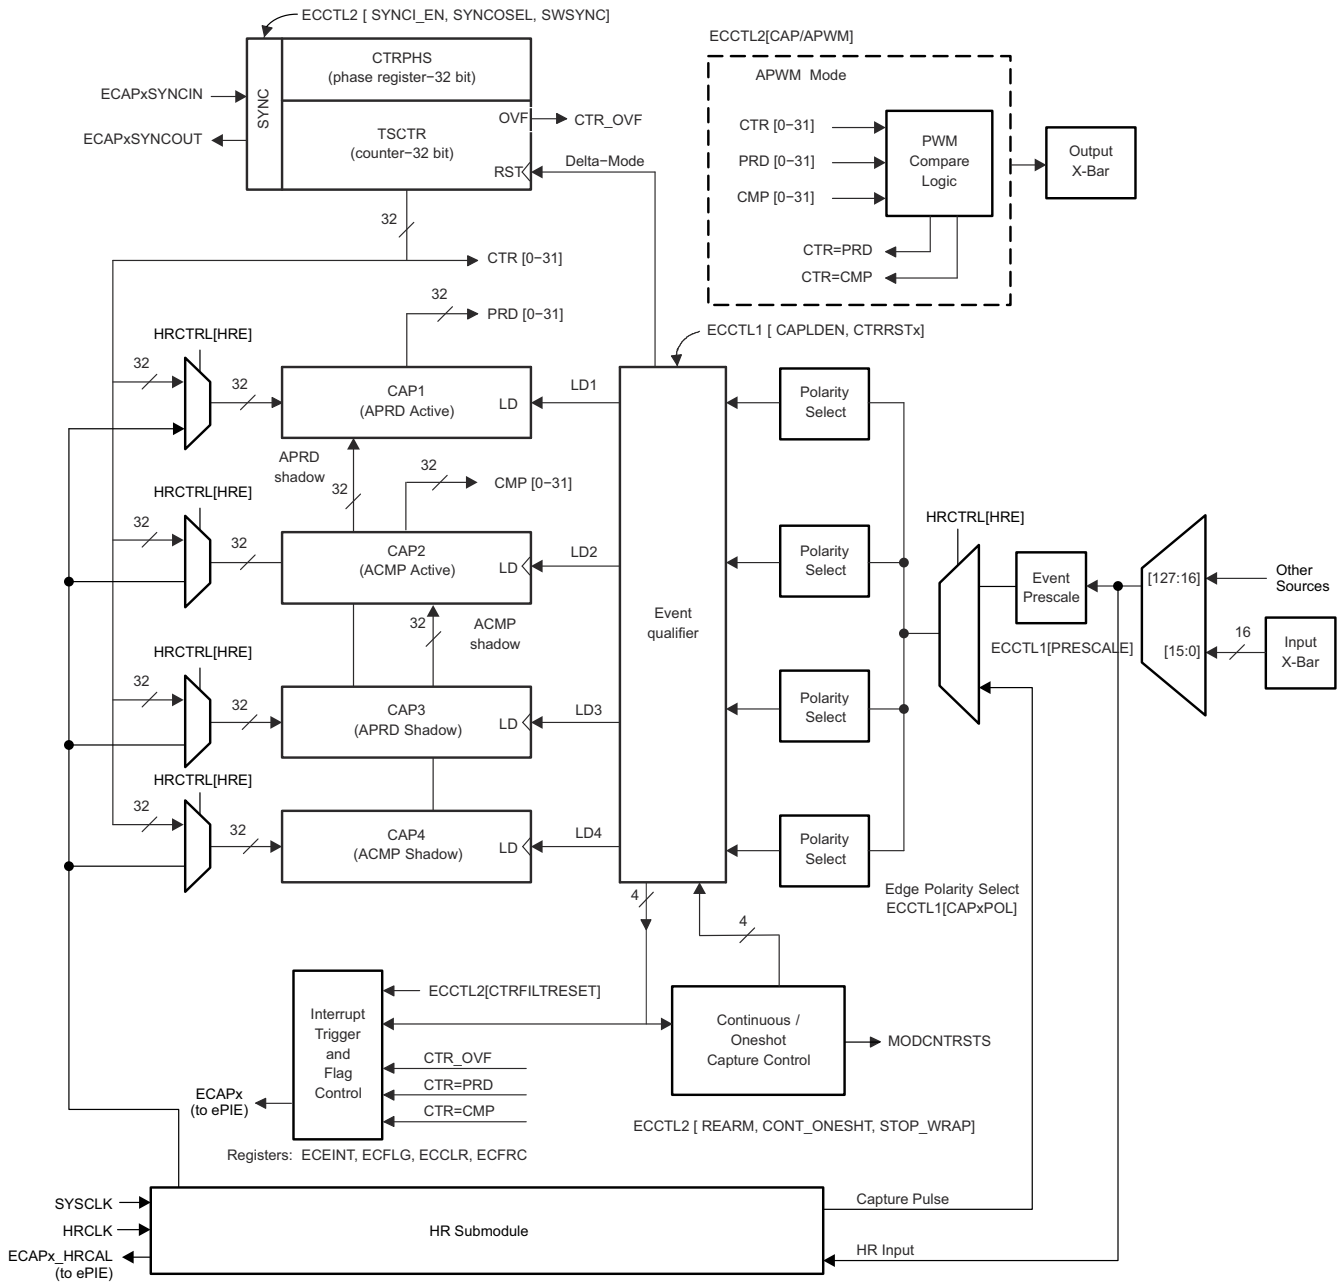 ECCTL2 [ SYNCI_EN, SYNCOSEL, SWSYNC]
ECCTL2[CAP/APWM]
SYNC
CTRPHS
(phase register−32 bit)
APWM Mode
ECAPxSYNCIN
ECAPxSYNCOUT
TSCTR
(counter−32 bit)
OVF
CTR_OVF
RST
Delta−Mode
CTR [0−31]
PRD [0−31]
CMP [0−31]
PWM
Compare
Logic
Output
X-Bar
CTR=PRD
CTR=CMP
32
CTR [0−31]
32
PRD [0−31]
ECCTL1 [ CAPLDEN, CTRRSTx]
HRCTRL[HRE]
32
32
CAP1
(APRD Active)
LD
LD1
Polarity
Select
APRD
shadow
32
32
CMP [0−31]
HRCTRL[HRE]
32
32
CAP2
(ACMP Active)
LD
LD2
Polarity
Select
HRCTRL[HRE]
Event
Prescale
[127:16]
Other
Sources
ECCTL1[PRESCALE]
[15:0]
16
Input
X-Bar
Event
qualifier
32
ACMP
shadow
HRCTRL[HRE]
32
32
CAP3
(APRD Shadow)
LD
LD3
Polarity
Select
HRCTRL[HRE]
32
32
CAP4
(ACMP Shadow)
LD
LD4
Polarity
Select
Edge Polarity Select
ECCTL1[CAPxPOL]
4
4
ECCTL2[CTRFILTRESET]
Interrupt
Trigger
and
Flag
Control
CTR_OVF
CTR=PRD
CTR=CMP
ECAPx
(to ePIE)
Continuous /
Oneshot
Capture Control
MODCNTRSTS
ECCTL2 [ REARM, CONT_ONESHT, STOP_WRAP]
Registers: ECEINT, ECFLG, ECCLR, ECFRC
SYSCLK
HRCLK
ECAPx_HRCAL
(to ePIE)
HR Submodule
Capture Pulse
HR Input